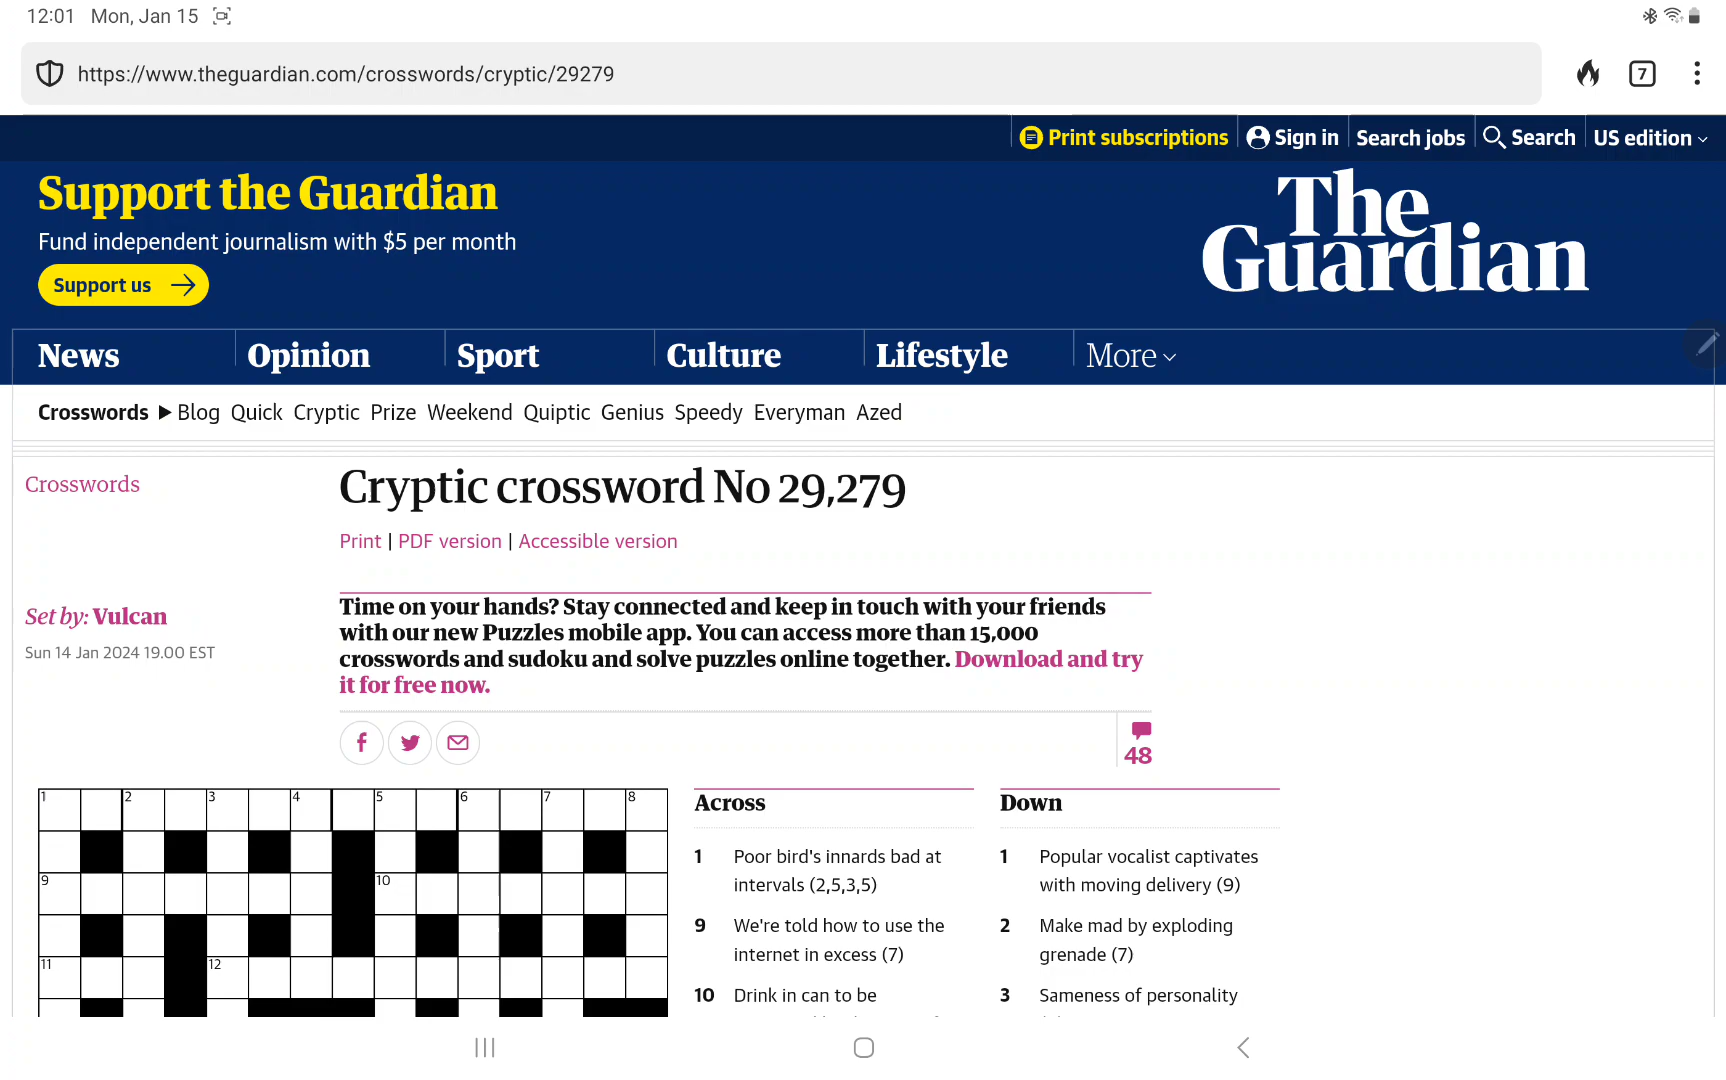 12:01 Mon, Jan 15
https://www.theguardian.com/crosswords/cryptic/29279
7
Print subscriptions
Sign in
Search jobs
Search
US edition
Support the Guardian
Fund independent journalism with $5 per month
Support us
The
Guardian
News
Opinion
Sport
Culture
Lifestyle
More
Crosswords Blog Quick Cryptic Prize Weekend Quiptic Genius Speedy Everyman Azed
Crosswords
Cryptic crossword No 29,279
Print | PDF version | Accessible version
Set by: Vulcan
Sun 14 Jan 2024 19.00 EST
Time on your hands? Stay connected and keep in touch with your friends
with our new Puzzles mobile app. You can access more than 15,000
crosswords and sudoku and solve puzzles online together. Download and try
it for free now.
48
1 2 3 4 5 6 7 8
9 10
11 12
Across
1 Poor bird's innards bad at
intervals (2,5,3,5)
9 We're told how to use the
internet in excess (7)
10 Drink in can to be
Down
1 Popular vocalist captivates
with moving delivery (9)
2 Make mad by exploding
grenade (7)
3 Sameness of personality